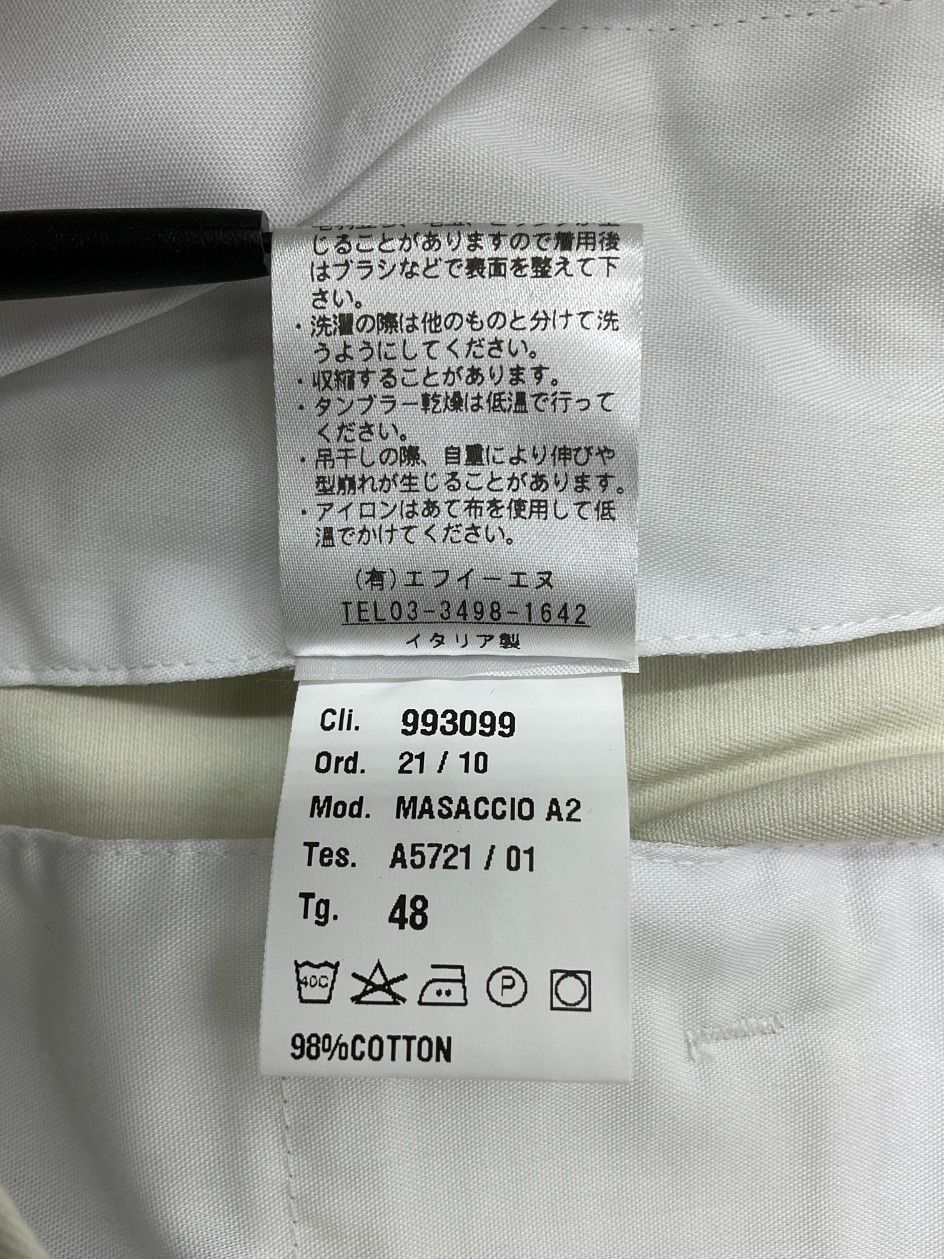 じることがありますので着用後
はブラシなどで表面を整えて下
さい。
・洗濯の際は他のものと分けて洗
うようにしてください。
・収縮することがあります。
・タンブラー乾燥は低温で行って
ください。
・吊干しの際、自重により伸びや
型崩れが生じることがあります。
・アイロンはあて布を使用して低
温でかけてください。
(有)エフイーエヌ
TEL03-3498-1642
イタリア製
Cli. 993099
Ord. 21 / 10
Mod. MASACCIO A2
Tes. A5721 / 01
Tg. 48
40C P
98%COTTON